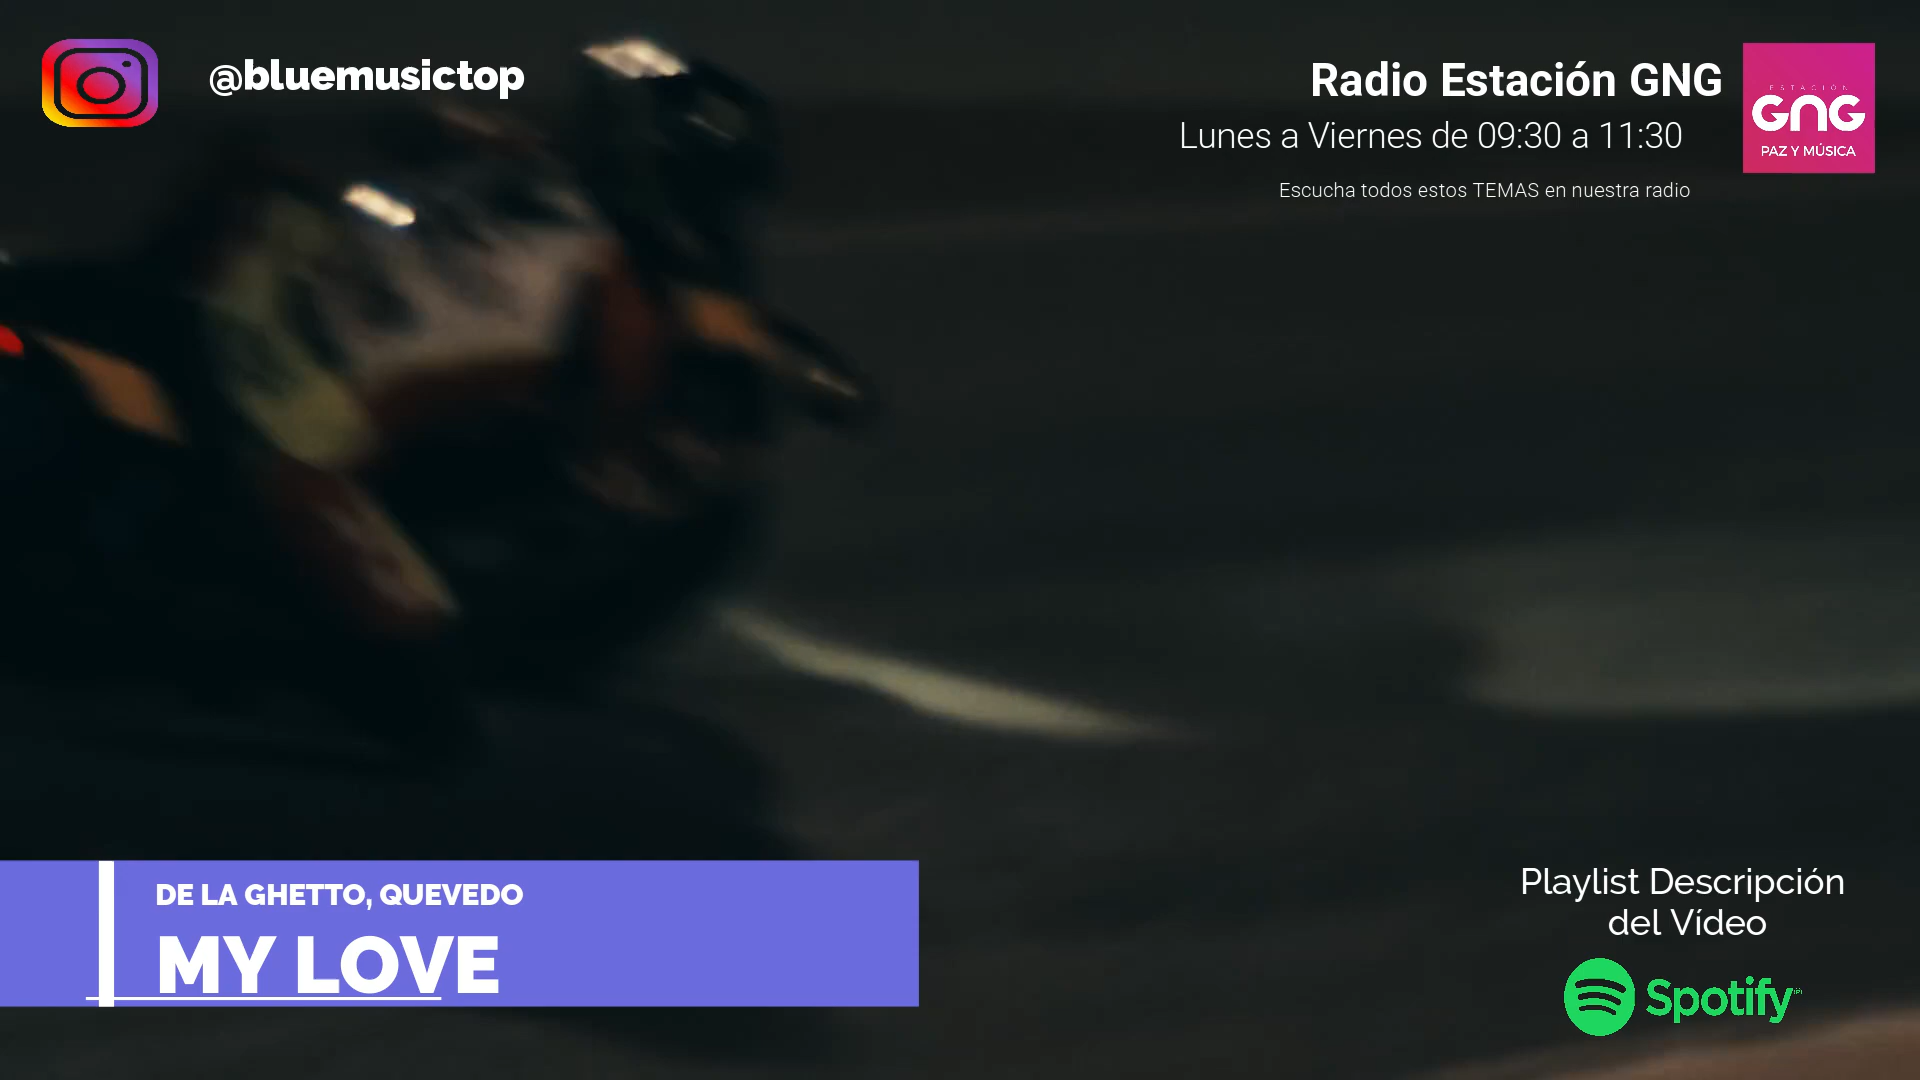 @bluemusictop
Radio Estación GNG
Lunes a Viernes de 09:30 a 11:30
Escucha todos estos TEMAS en nuestra radio
ESTACIÓN
GNG
PAZ Y MÚSICA
DE LA GHETTO, QUEVEDO
MY LOVE
Playlist Descripción
del Vídeo
Spotify